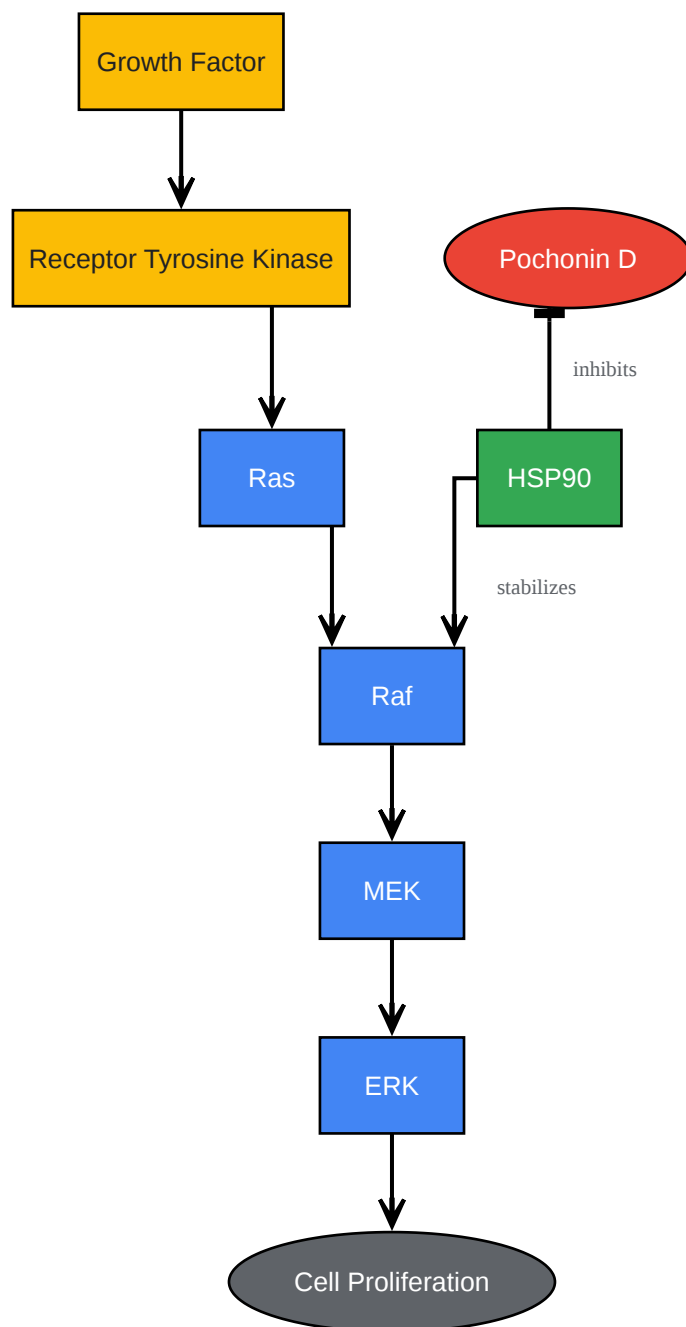 Growth Factor
Receptor Tyrosine Kinase
Pochonin D
inhibits
Ras
HSP90
stabilizes
Raf
MEK
ERK
Cell Proliferation